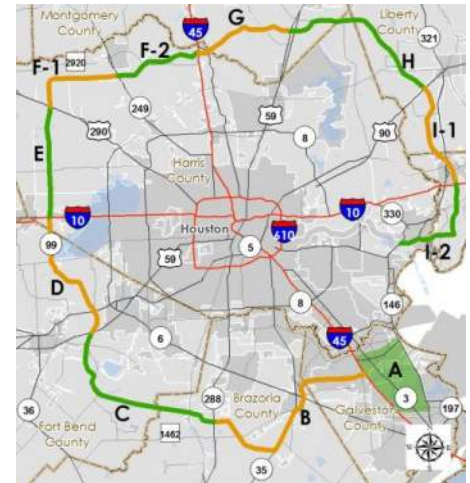 Montgomery
County
G
Liberty
County
45
321
F-2
2920
F-1
H
249
59
90
290
8
I-1
E
Harris
County
10
10
330
Houston
610
99
5
I-2
59
D
8
146
6
45
A
288
Brazoria
County
3
C
B
Galveston
County
197
36
Fort Bend
County
1462
35